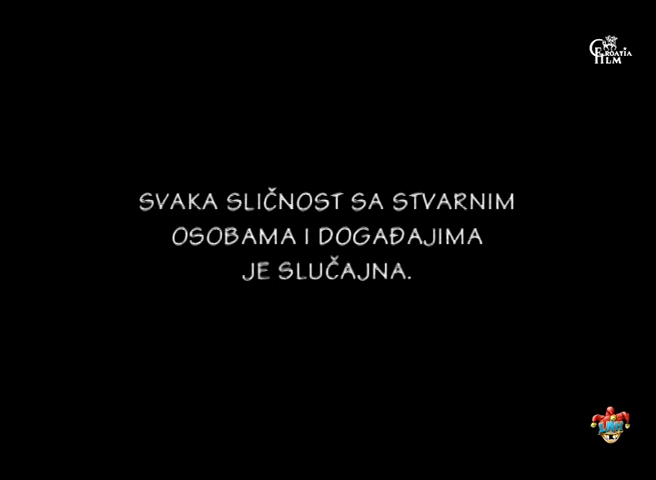 CROATIA
FILM
SVAKA SLIČNOST SA STVARNIM
OSOBAMA I DOGAĐAJIMA
JE SLUČAJNA.